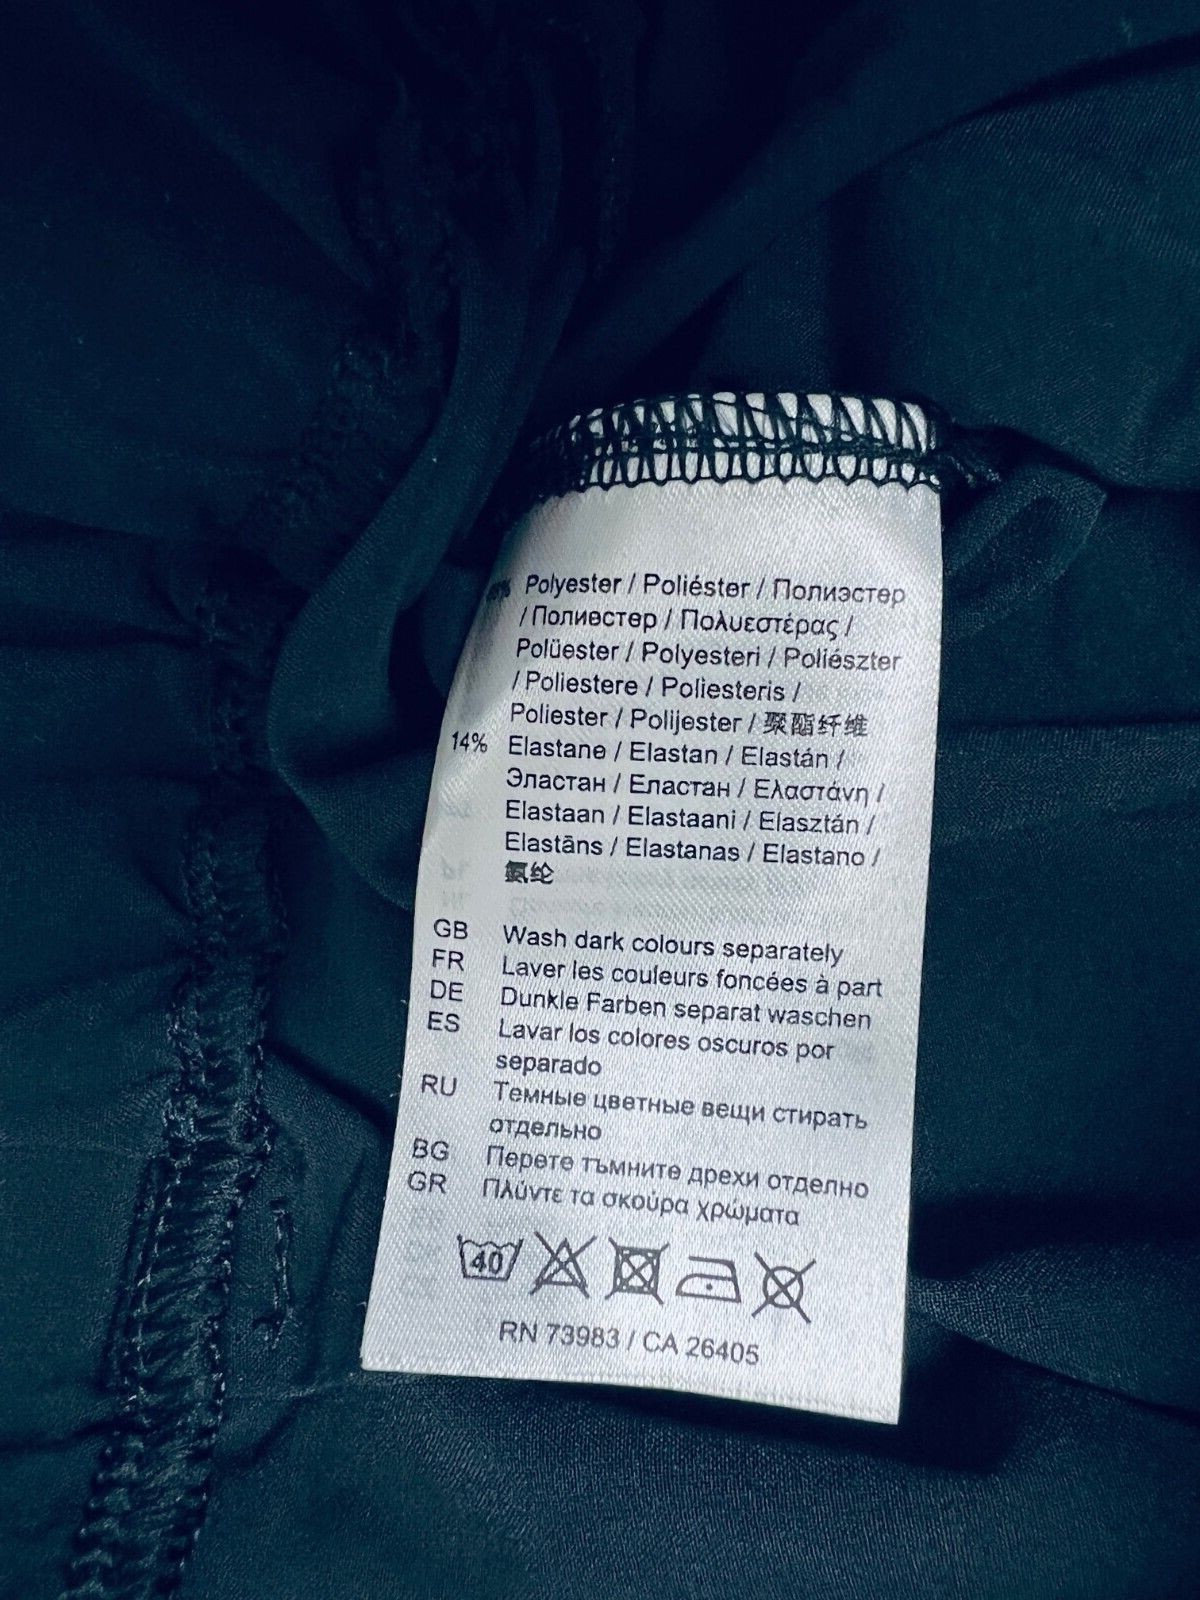 Polyester / Poliéster / Полиэстер
/ Полиестер / Πολυεστέρας /
Polüester / Polyesteri / Poliészter
/ Poliestere / Poliesteris /
Poliester / Polijester / 聚酯纤维
14% Elastane / Elastan / Elastán /
Эластан / Еластан / Ελαστάνη /
Elastaan / Elastaani / Elasztán /
Elastāns / Elastanas / Elastano /
氨纶
GB Wash dark colours separately
FR Laver les couleurs foncées à part
DE Dunkle Farben separat waschen
ES Lavar los colores oscuros por
separado
RU Темные цветные вещи стирать
отдельно
BG Перете тъмните дрехи отделно
GR Πλύντε τα σκούρα χρώματα
40
RN 73983 / CA 26405